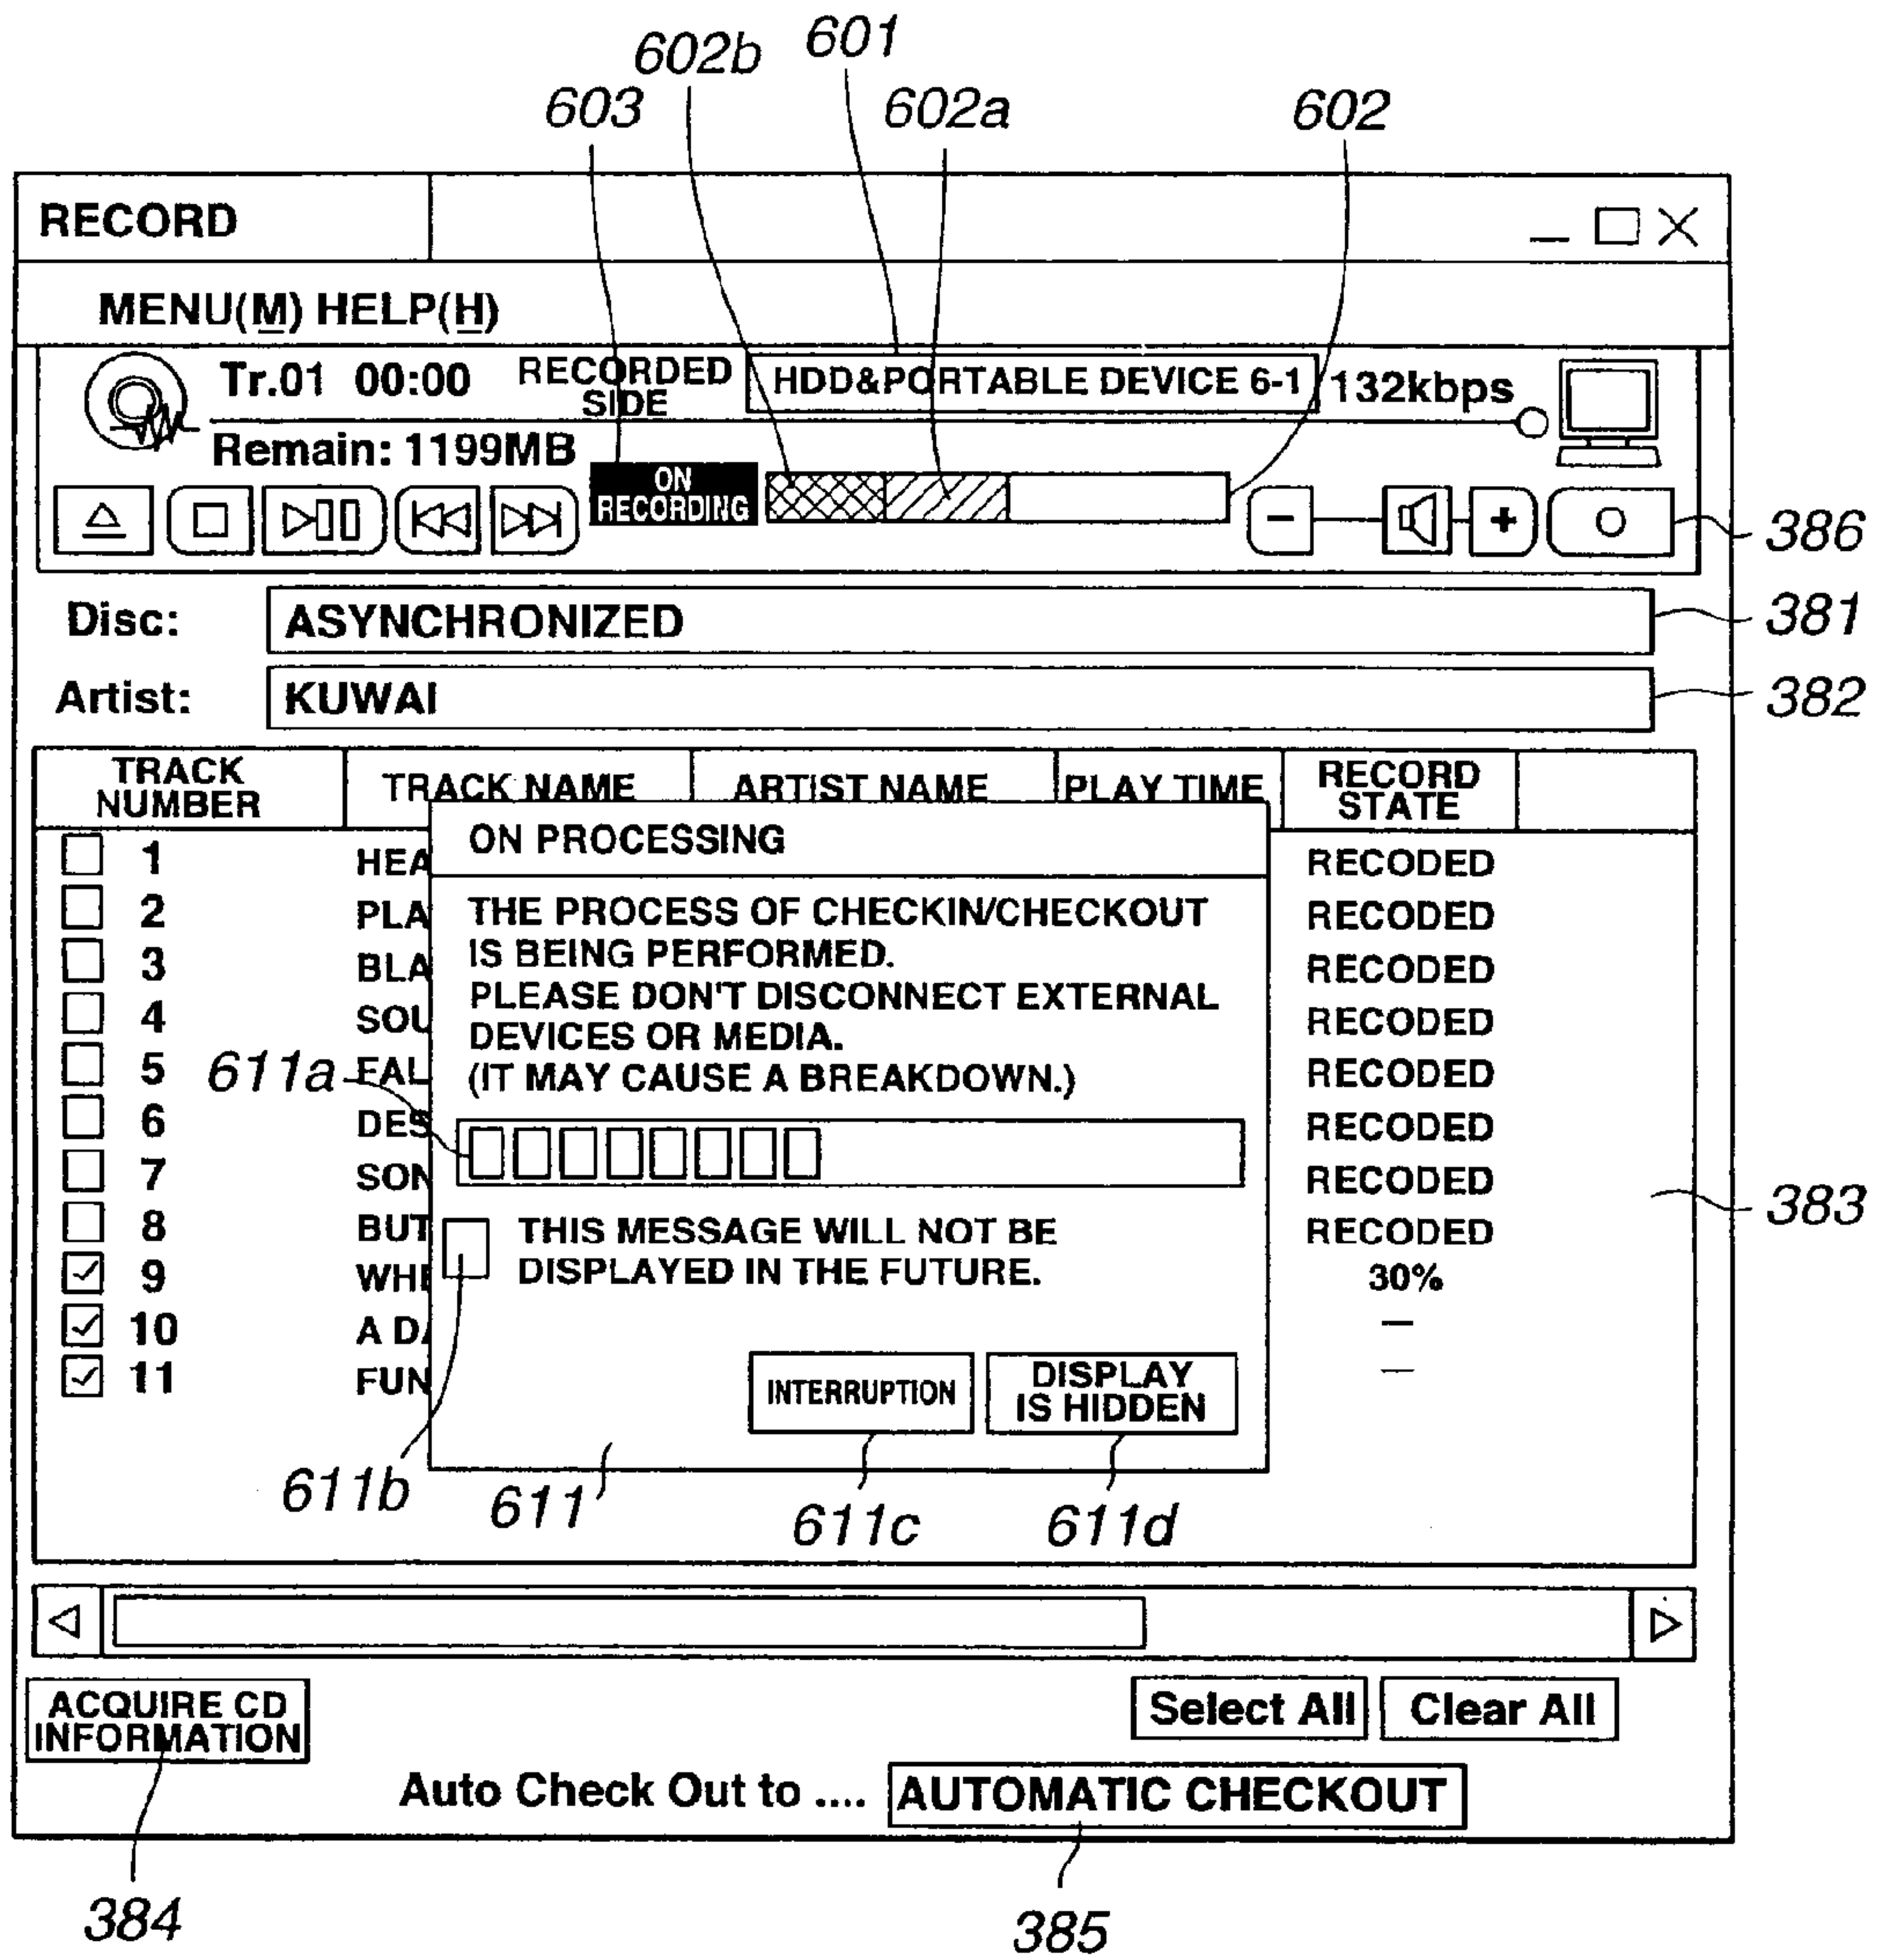 602b 601
603 602a 602
RECORD
MENU(M) HELP(H)
Tr.01 00:00 RECORDED SIDE HDD&PORTABLE DEVICE 6-1 132kbps
Remain: 1199MB
ON
RECORDING
- +
386
Disc: ASYNCHRONIZED 381
Artist: KUWAI 382
TRACK NUMBER TRACK NAME ARTIST NAME PLAY TIME RECORD STATE
ON PROCESSING
THE PROCESS OF CHECKIN/CHECKOUT
IS BEING PERFORMED.
PLEASE DON'T DISCONNECT EXTERNAL
DEVICES OR MEDIA.
(IT MAY CAUSE A BREAKDOWN.)
THIS MESSAGE WILL NOT BE
DISPLAYED IN THE FUTURE.
INTERRUPTION
DISPLAY
IS HIDDEN
1 HEA RECODED
2 PLA RECODED
3 BLA RECODED
4 SOU RECODED
5 FAL RECODED
6 DES RECODED
7 SON RECODED
8 BUT RECODED
9 WHE 30%
10 A DA —
11 FUN —
611a
383
611b 611 611c 611d
ACQUIRE CD
INFORMATION
Select All Clear All
Auto Check Out to .... AUTOMATIC CHECKOUT
384 385